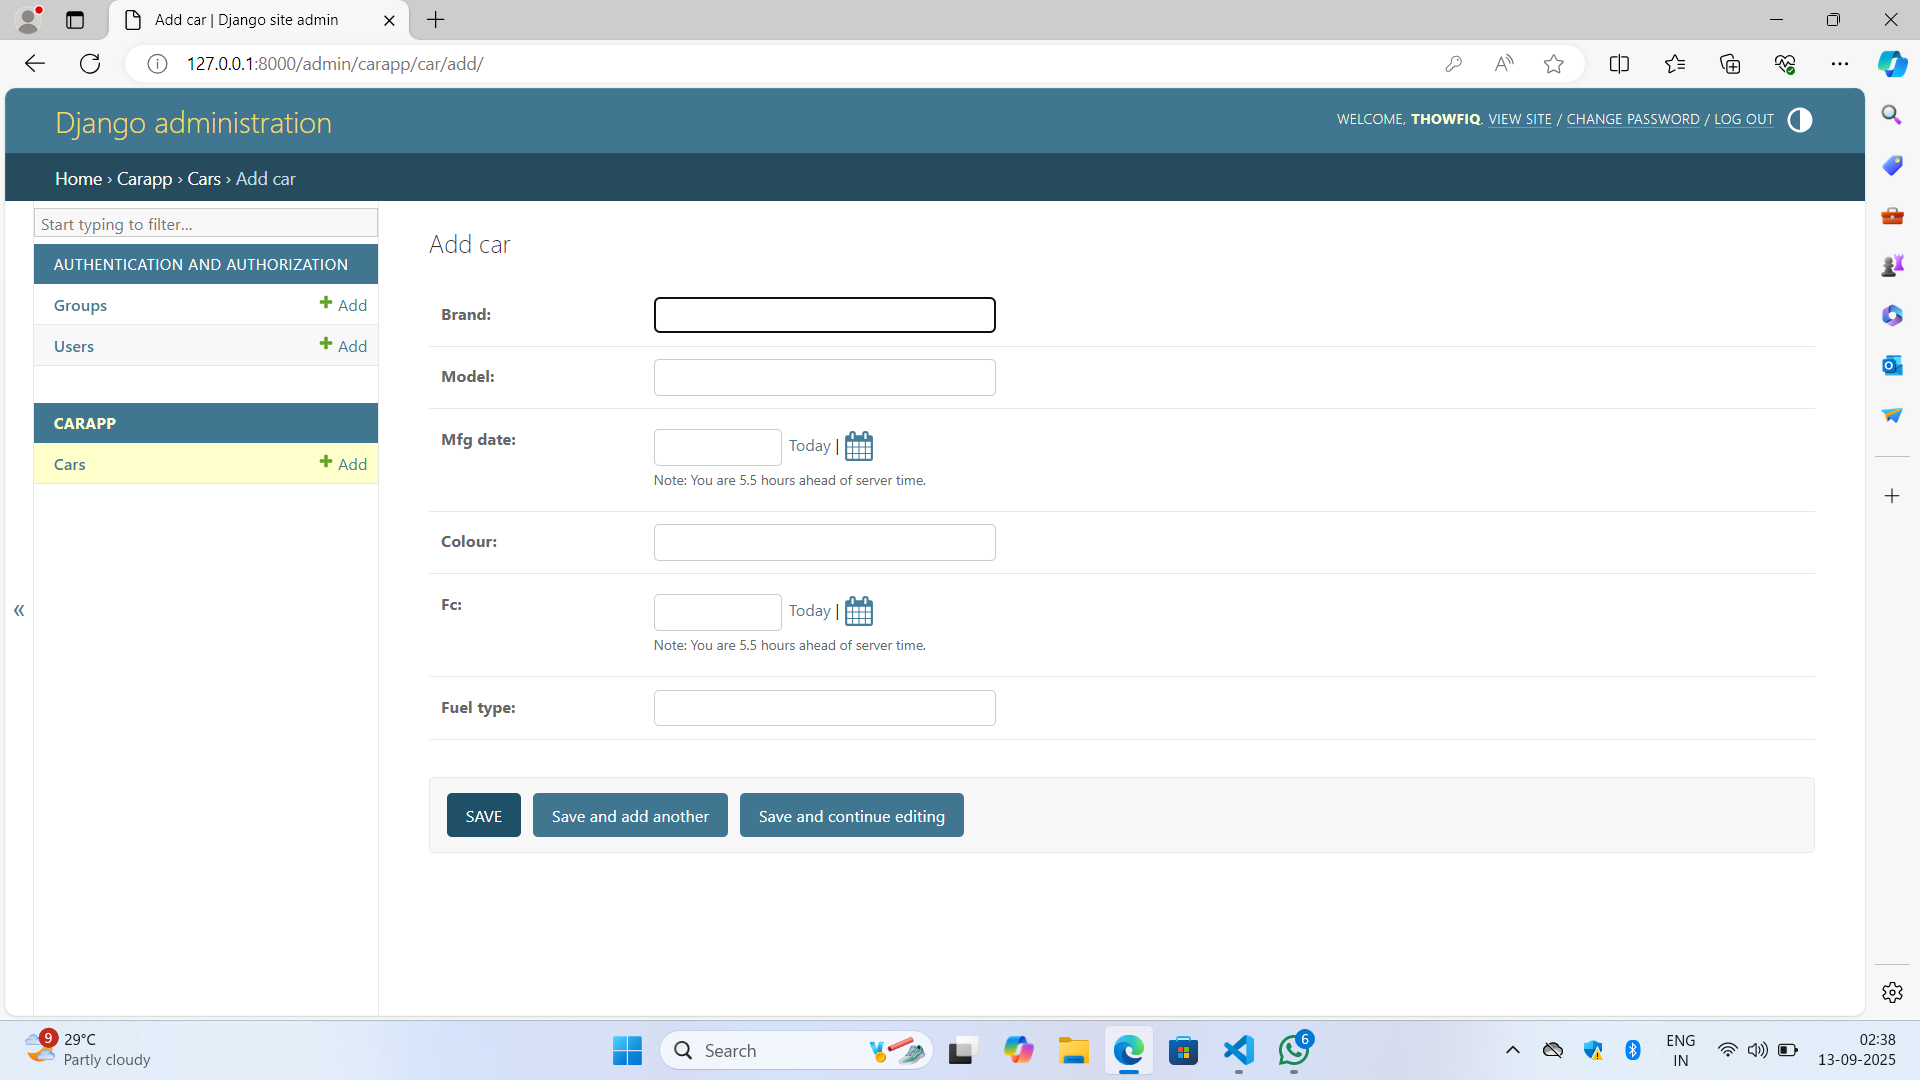 Add car | Django site admin
127.0.0.1:8000/admin/carapp/car/add/
Django administration
WELCOME, THOWFIQ. VIEW SITE / CHANGE PASSWORD / LOG OUT
Home › Carapp › Cars › Add car
Start typing to filter...
AUTHENTICATION AND AUTHORIZATION
Groups
Add
Users
Add
CARAPP
Cars
Add
«
Add car
Brand:
Model:
Mfg date:
Today |
Note: You are 5.5 hours ahead of server time.
Colour:
Fc:
Today |
Note: You are 5.5 hours ahead of server time.
Fuel type:
SAVE
Save and add another
Save and continue editing
9
29°C
Partly cloudy
Search
6
ENG
IN
02:38
13-09-2025